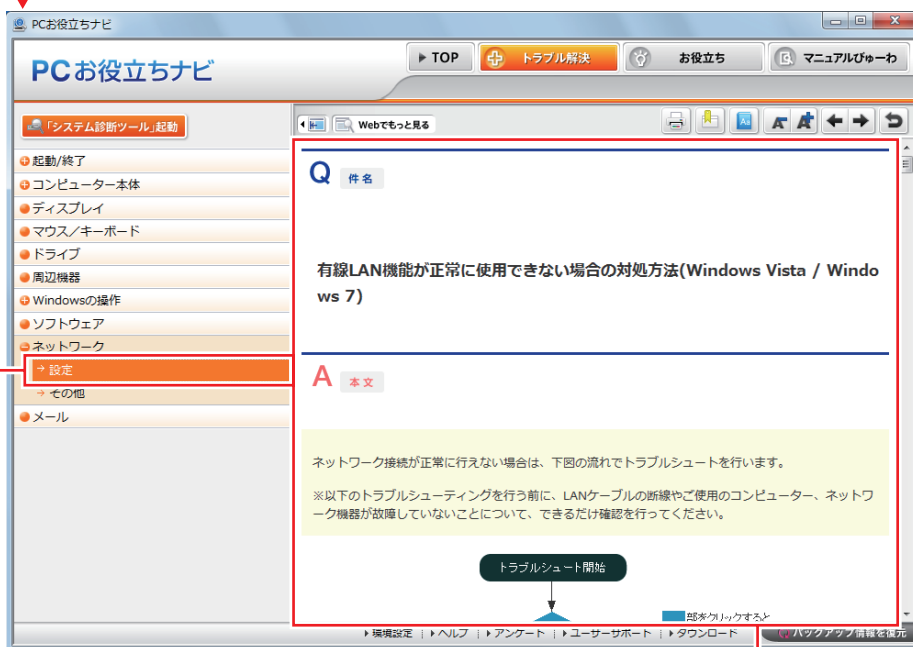 PCお役立ちナビ
PCお役立ちナビ
TOP
トラブル解決
お役立ち
マニュアルびゅーわ
「システム診断ツール」起動
Webでもっと見る
起動/終了
コンピューター本体
ディスプレイ
マウス/キーボード
ドライブ
周辺機器
Windowsの操作
ソフトウェア
ネットワーク
→ 設定
→ その他
メール
Q 件名
有線LAN機能が正常に使用できない場合の対処方法(Windows Vista / Windo
ws 7)
A 本文
ネットワーク接続が正常に行えない場合は、下図の流れでトラブルシュートを行います。
※以下のトラブルシューティングを行う前に、LANケーブルの断線やご使用のコンピューター、ネットワ
ーク機器が故障していないことについて、できるだけ確認を行ってください。
トラブルシュート開始
部をクリックすると
環境設定 | ヘルプ | アンケート | ユーザーサポート | ダウンロード
バックアップ情報を復元